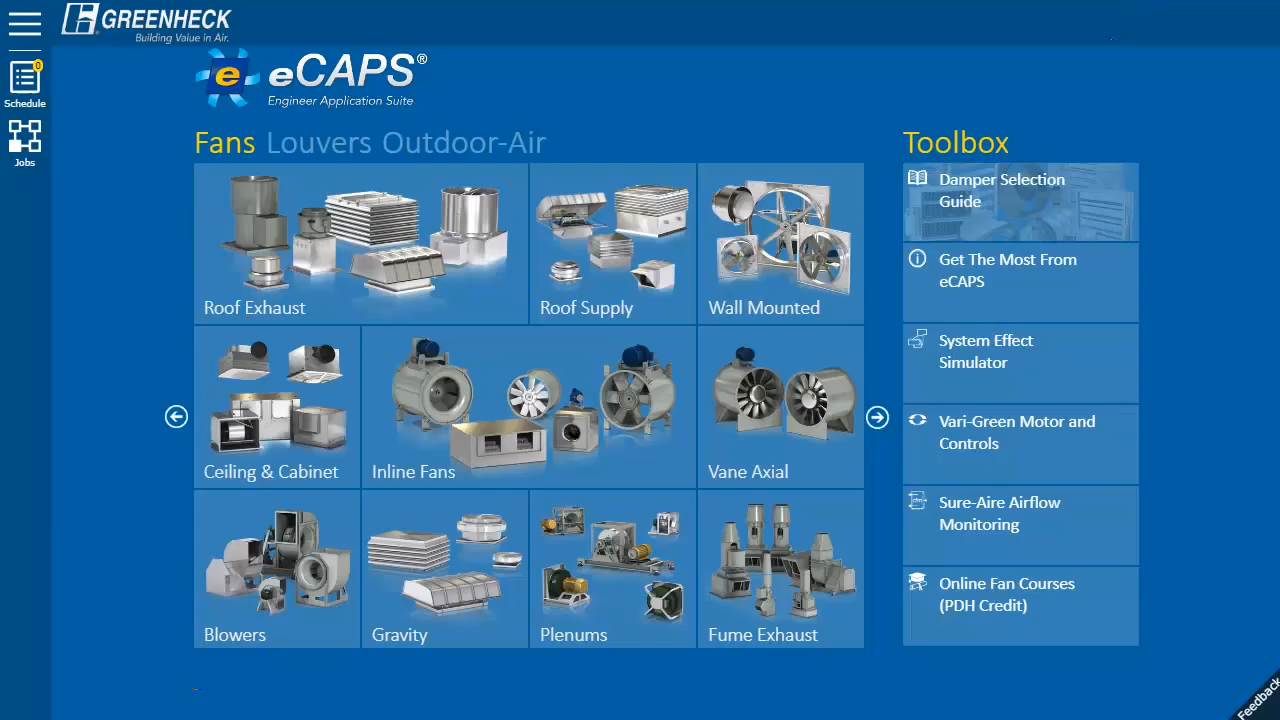 GREENHECK
Building Value in Air.
0
Schedule
Jobs
e eCAPS®
Engineer Application Suite
Fans Louvers Outdoor-Air
Roof Exhaust
Roof Supply
Wall Mounted
Ceiling & Cabinet
Inline Fans
Vane Axial
Blowers
Gravity
Plenums
Fume Exhaust
Toolbox
Damper Selection
Guide
Get The Most From
eCAPS
System Effect
Simulator
Vari-Green Motor and
Controls
Sure-Aire Airflow
Monitoring
Online Fan Courses
(PDH Credit)
Feedback